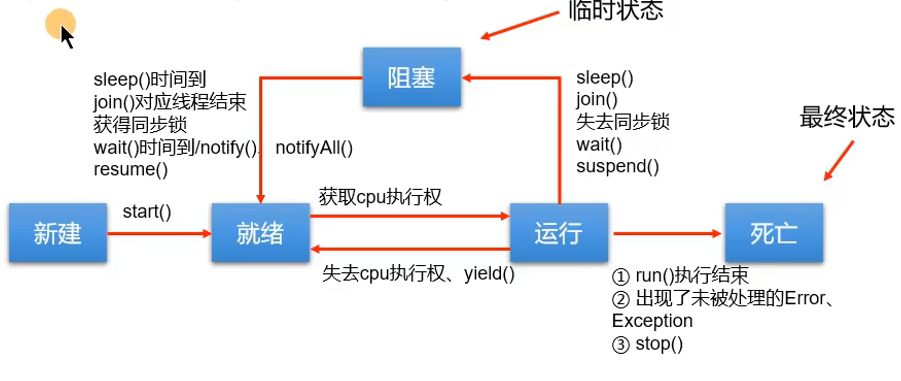 临时状态
阻塞
sleep()时间到
join()对应线程结束
获得同步锁
wait()时间到/notify()、notifyAll()
resume()
sleep()
join()
失去同步锁
wait()
suspend()
最终状态
新建
start()
就绪
获取cpu执行权
失去cpu执行权、yield()
运行
死亡
① run()执行结束
② 出现了未被处理的Error、
Exception
③ stop()